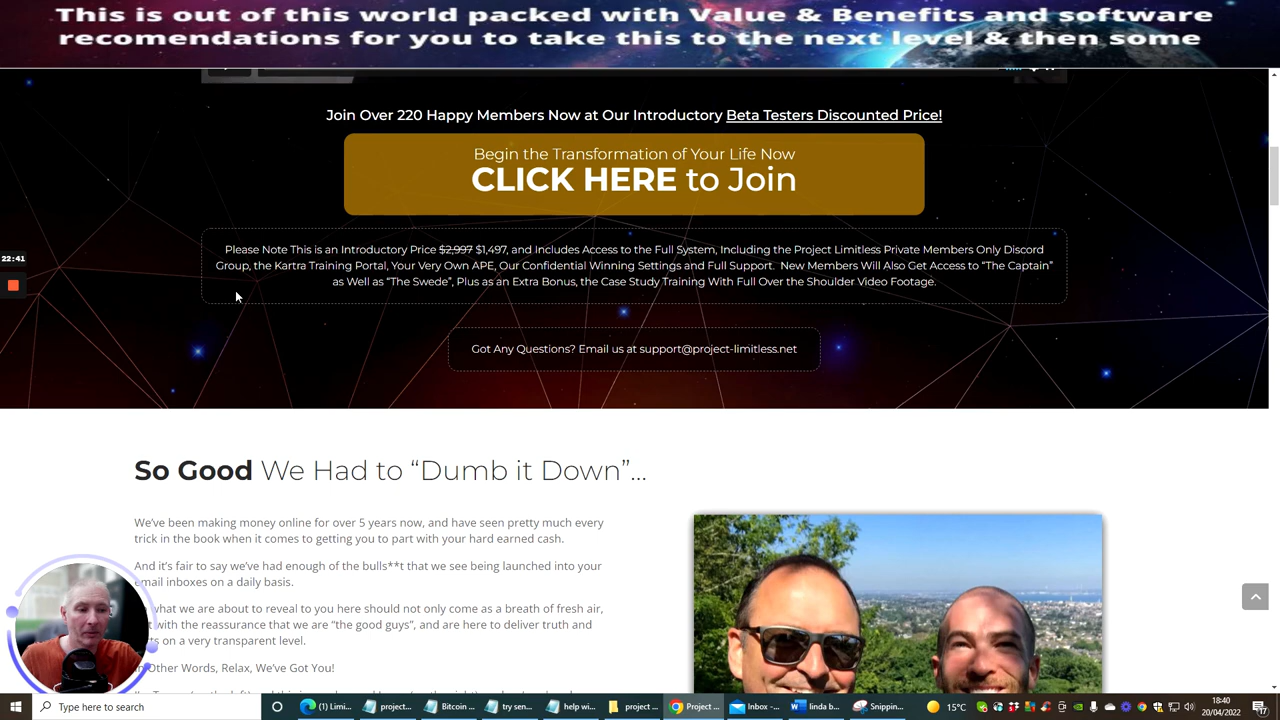 This is out of this world packed with Value & Benefits and software
recomendations for you to take this to the next level & then some
Join Over 220 Happy Members Now at Our Introductory Beta Testers Discounted Price!
Begin the Transformation of Your Life Now
CLICK HERE to Join
Please Note This is an Introductory Price $2,997 $1,497, and Includes Access to the Full System, Including the Project Limitless Private Members Only Discord
Group, the Kartra Training Portal, Your Very Own APE, Our Confidential Winning Settings and Full Support. New Members Will Also Get Access to “The Captain”
as Well as “The Swede”, Plus as an Extra Bonus, the Case Study Training With Full Over the Shoulder Video Footage.
22:41
Got Any Questions? Email us at support@project-limitless.net
So Good We Had to “Dumb it Down”...
We’ve been making money online for over 5 years now, and have seen pretty much every
trick in the book when it comes to getting you to part with your hard earned cash.
And it’s fair to say we’ve had enough of the bulls**t that we see being launched into your
email inboxes on a daily basis.
what we are about to reveal to you here should not only come as a breath of fresh air,
with the reassurance that we are “the good guys”, and are here to deliver truth and
on a very transparent level.
Other Words, Relax, We’ve Got You!
Type here to search
(1) Limi...
project...
Bitcoin ...
try sen...
help wi...
project ...
Project ...
Inbox -...
linda b...
Snippin...
15°C
18:40
20/04/2022